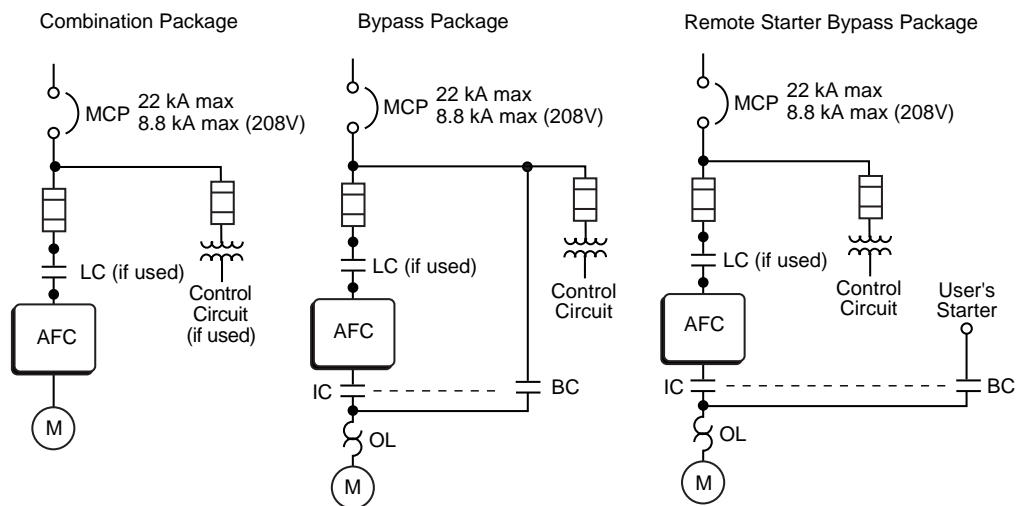 Combination Package
MCP
22 kA max
8.8 kA max (208V)
LC (if used)
Control
Circuit
(if used)
AFC
M
Bypass Package
MCP
22 kA max
8.8 kA max (208V)
LC (if used)
Control
Circuit
AFC
IC
BC
OL
M
Remote Starter Bypass Package
MCP
22 kA max
8.8 kA max (208V)
LC (if used)
Control
Circuit
User's
Starter
AFC
IC
BC
OL
M